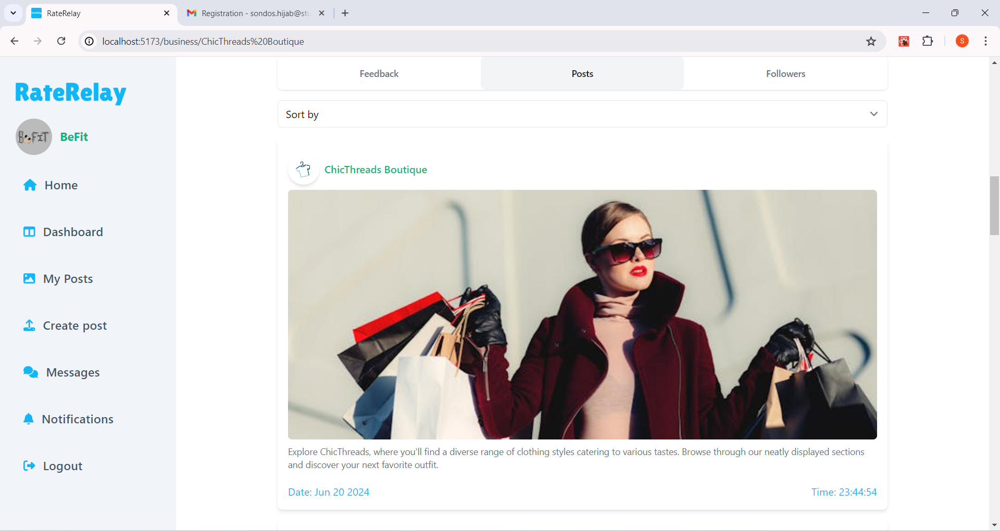 RateRelay
Registration - sondos.hijab@stu
localhost:5173/business/ChicThreads%20Boutique
S
RateRelay
BeFiT
BeFit
Home
Dashboard
My Posts
Create post
Messages
Notifications
Logout
Feedback
Posts
Followers
Sort by
ChicThreads Boutique
Explore ChicThreads, where you'll find a diverse range of clothing styles catering to various tastes. Browse through our neatly displayed sections
and discover your next favorite outfit.
Date: Jun 20 2024
Time: 23:44:54